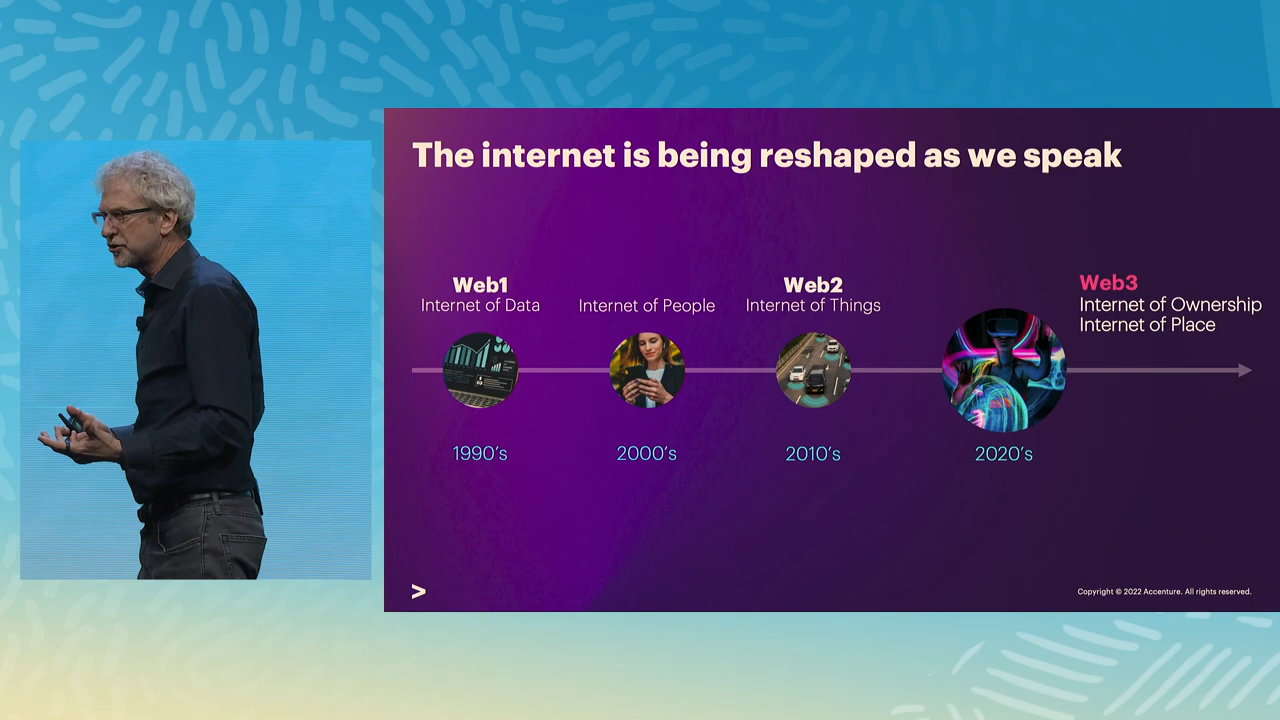 The internet is being reshaped as we speak
Web1
Internet of Data
Internet of People
Web2
Internet of Things
Web3
Internet of Ownership
Internet of Place
1990's
2000's
2010's
2020's
>
Copyright © 2022 Accenture. All rights reserved.